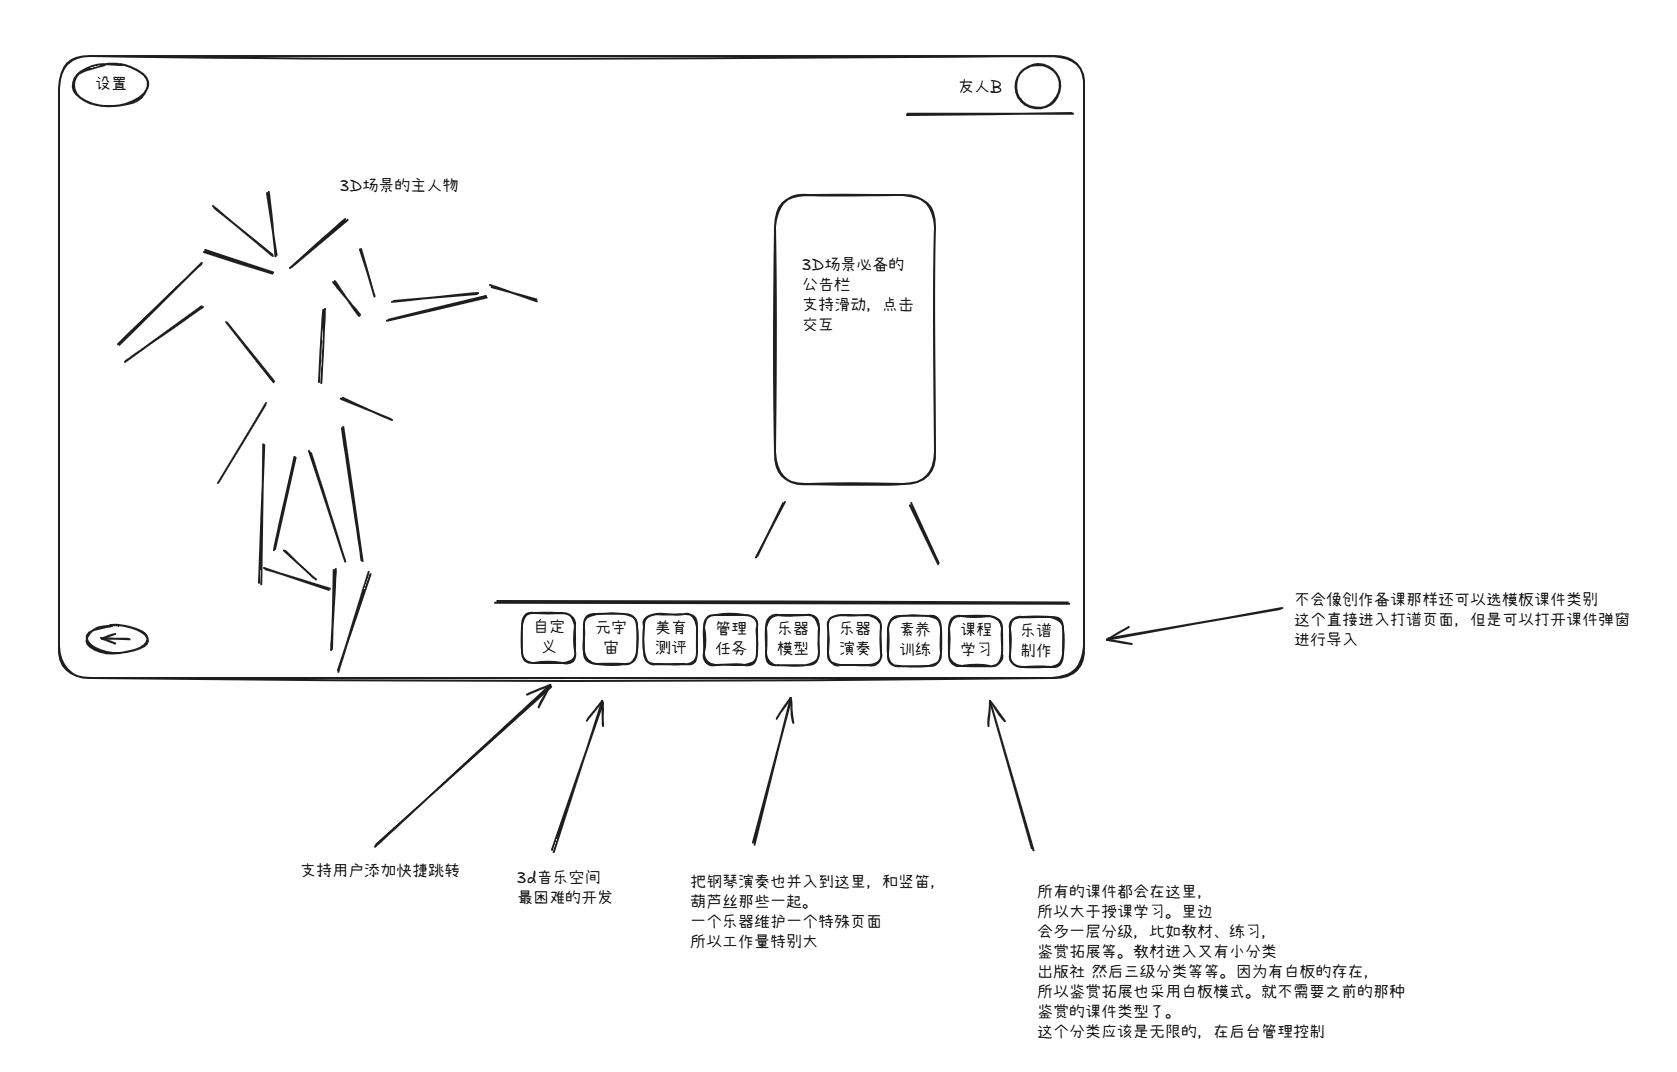 设置
友人B
3D场景的主人物
3D场景必备的
公告栏
支持滑动，点击
交互
自定
义
元宇
宙
美育
测评
管理
任务
乐器
模型
乐器
演奏
素养
训练
课程
学习
乐谱
制作
不会像创作备课那样还可以选模板课件类别
这个直接进入打谱页面，但是可以打开课件弹窗
进行导入
支持用户添加快捷跳转
3d音乐空间
最困难的开发
把钢琴演奏也并入到这里，和竖笛，
葫芦丝那些一起。
一个乐器维护一个特殊页面
所以工作量特别大
所有的课件都会在这里，
所以大于授课学习。里边
会多一层分级，比如教材、练习，
鉴赏拓展等。教材进入又有小分类
出版社 然后三级分类等等。因为有白板的存在，
所以鉴赏拓展也采用白板模式。就不需要之前的那种
鉴赏的课件类型了。
这个分类应该是无限的，在后台管理控制